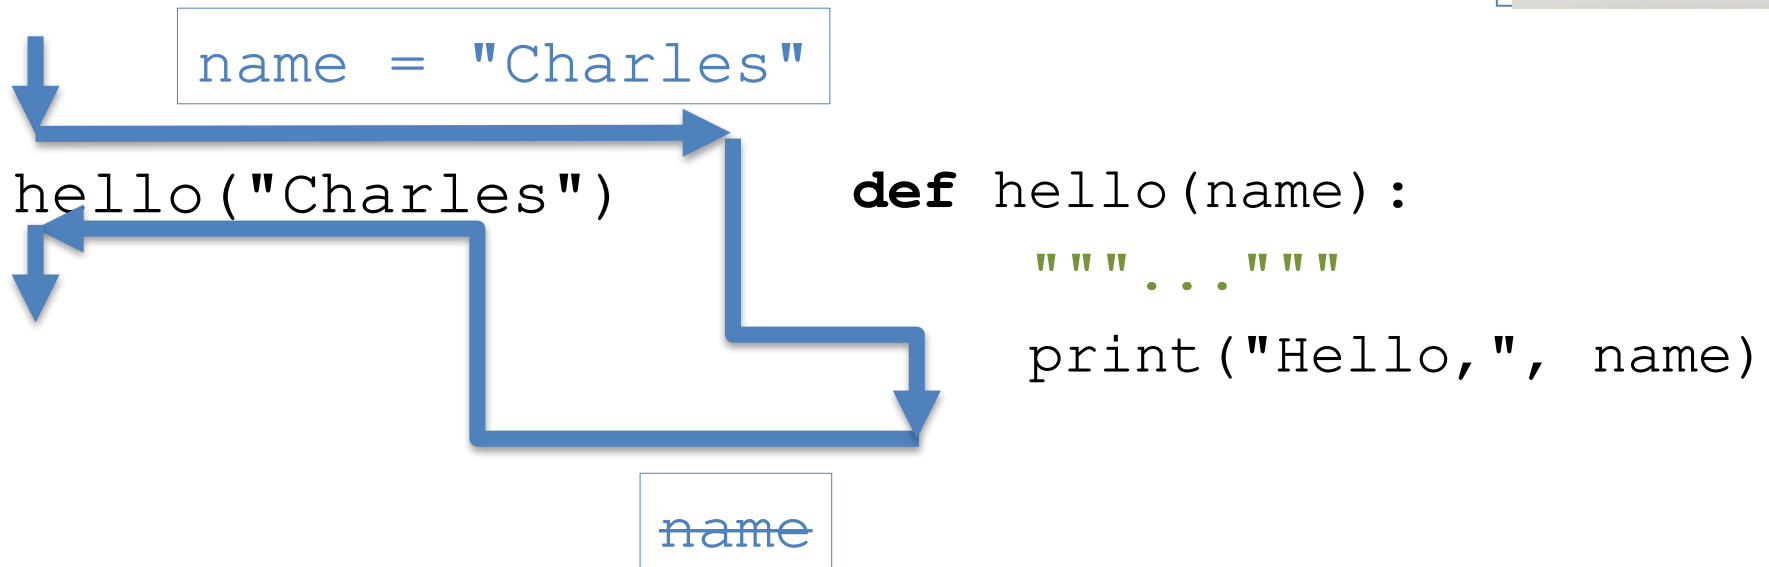 name = "Charles"
hello("Charles")
def hello(name):
"""..."""
print("Hello,", name)
name